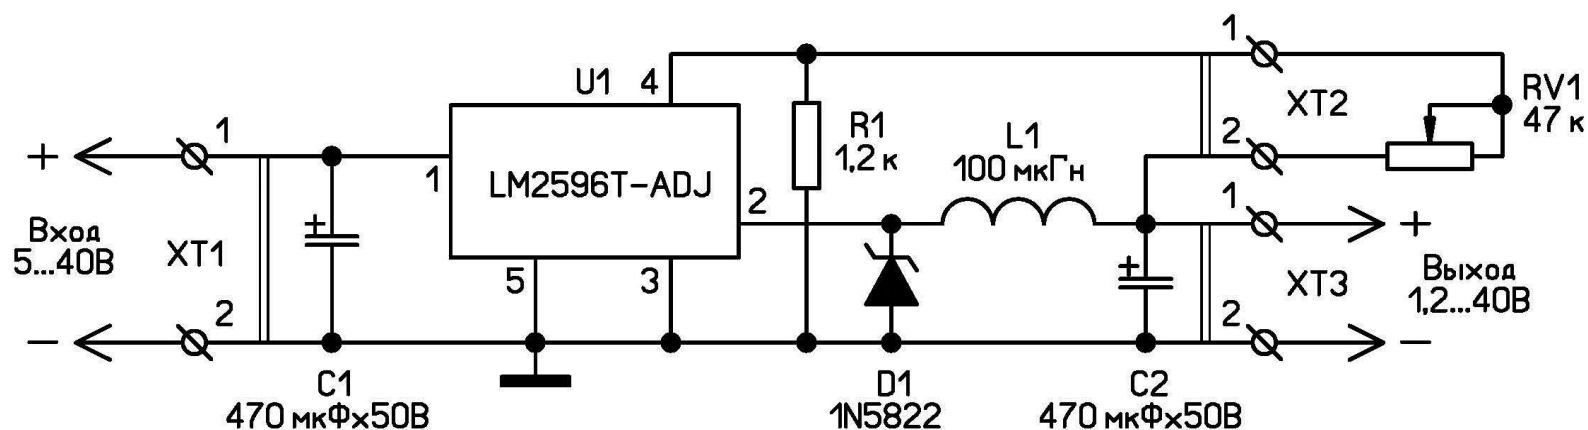 +
Вход
5...40В
−
XT1
1
2
C1
470 мкФх50В
U1
4
1
LM2596T-ADJ
2
5
3
R1
1,2 к
D1
1N5822
L1
100 мкГн
C2
470 мкФх50В
+
+
1
XT2
2
RV1
47 к
1
XT3
2
+
Выход
1,2...40В
−